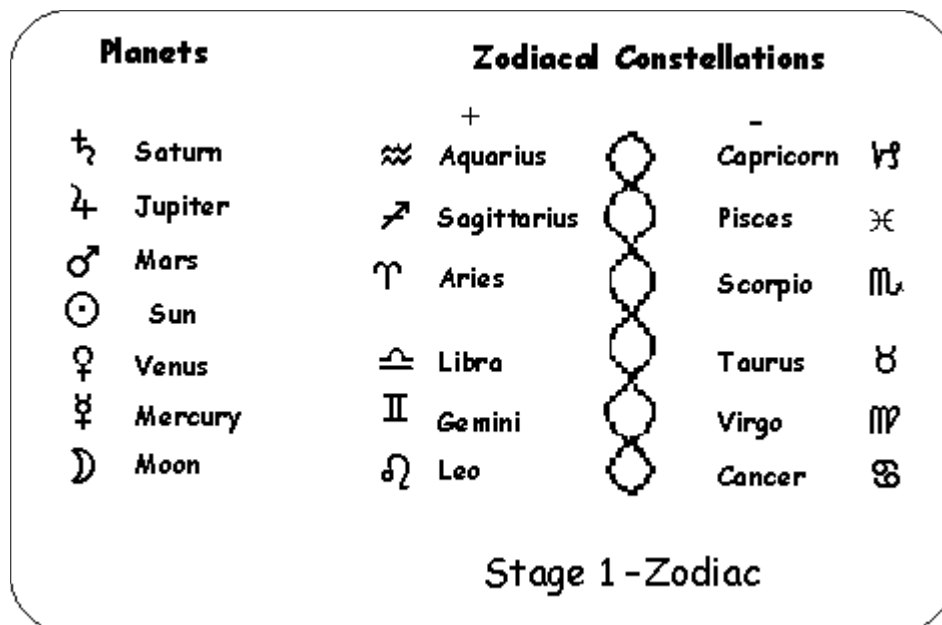 Planets
Zodiacal Constellations
+ -
♄ Saturn
♃ Jupiter
♂ Mars
☉ Sun
♀ Venus
☿ Mercury
☽ Moon
♒ Aquarius Capricorn ♑
♐ Sagittarius Pisces ♓
♈ Aries Scorpio ♏
♎ Libra Taurus ♉
♊ Gemini Virgo ♍
♌ Leo Cancer ♋
Stage 1 -Zodiac